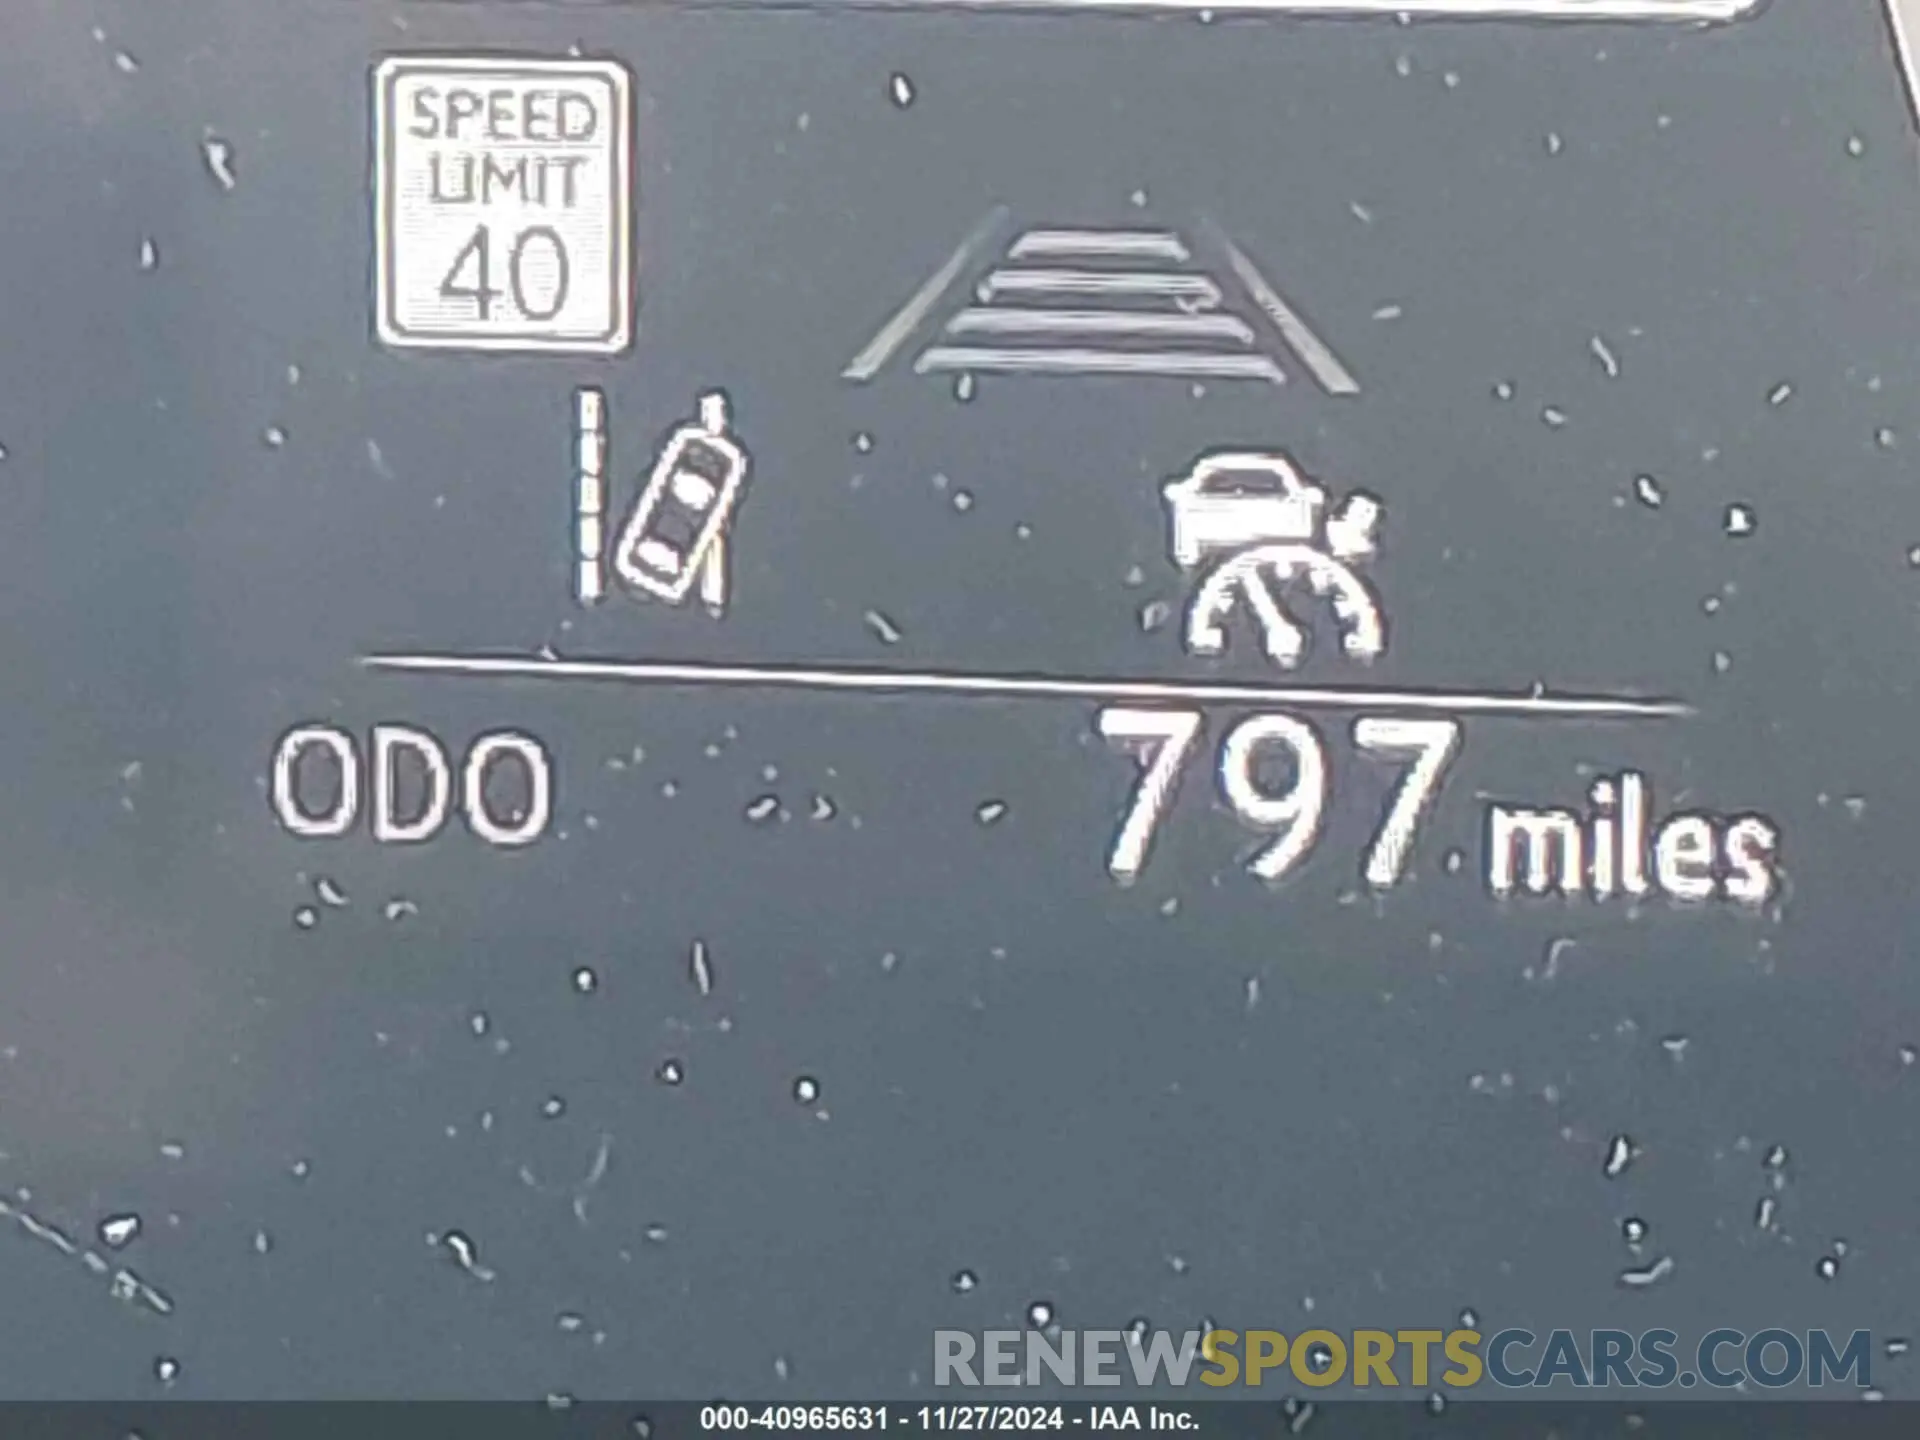 SPEED
LIMIT
40
ODO 797 miles
RENEWSPORTSCARS.COM
000-40965631 - 11/27/2024 - IAA Inc.